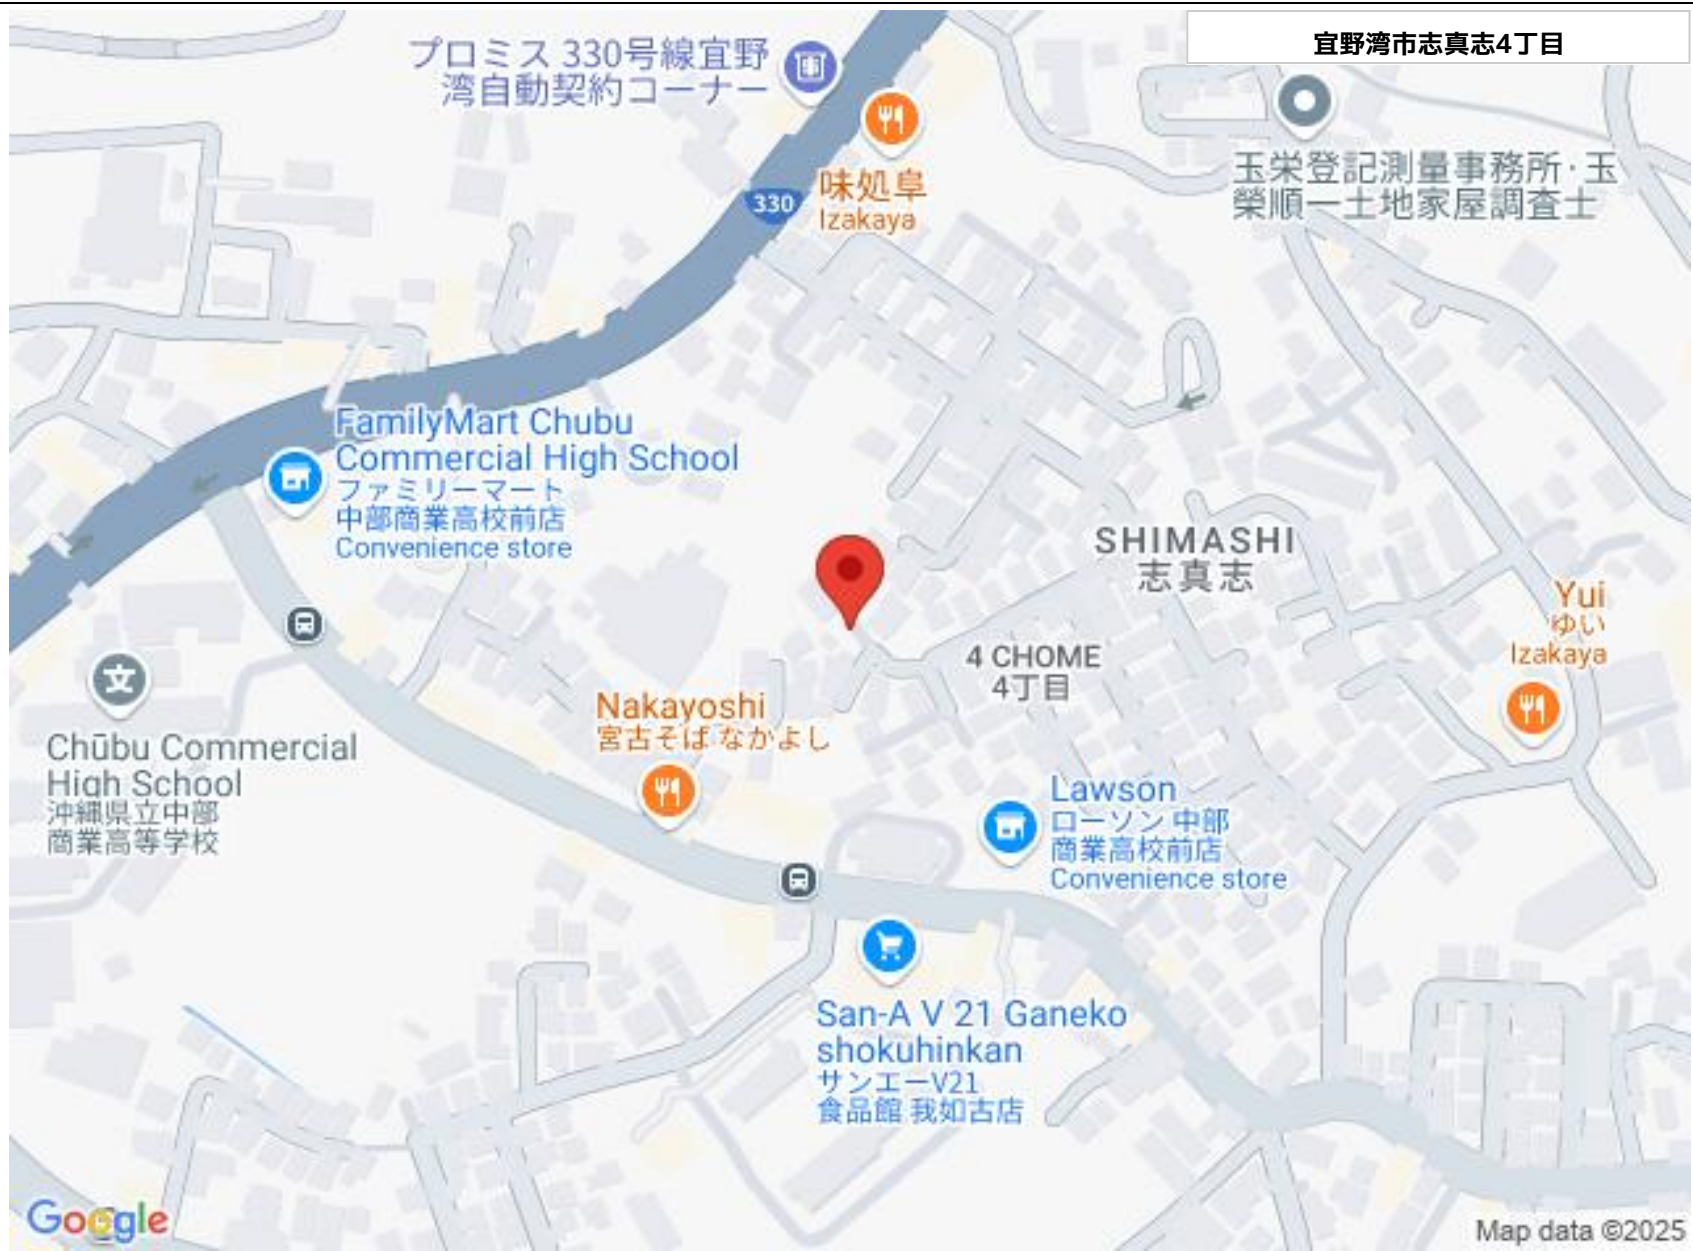 宜野湾市志真志4丁目
プロミス 330号線宜野
湾自動契約コーナー
330
味処阜
Izakaya
玉栄登記測量事務所·玉
榮順一土地家屋調査士
FamilyMart Chubu
Commercial High School
ファミリーマート
中部商業高校前店
Convenience store
SHIMASHI
志真志
Yui
ゆい
Izakaya
4 CHOME
4丁目
文
Chūbu Commercial
High School
沖縄県立中部
商業高等学校
Nakayoshi
宮古そば なかよし
Lawson
ローソン 中部
商業高校前店
Convenience store
San-A V 21 Ganeko
shokuhinkan
サンエーV21
食品館 我如古店
Google
Map data ©2025